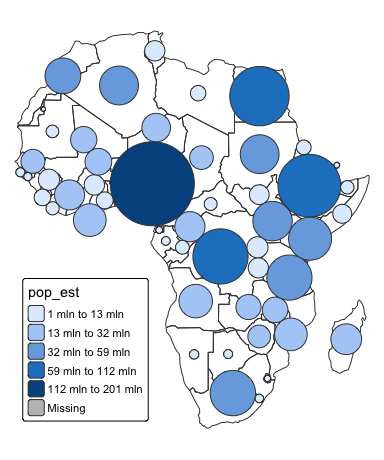 pop_est
1 mln to 13 mln
13 mln to 32 mln
32 mln to 59 mln
59 mln to 112 mln
112 mln to 201 mln
Missing